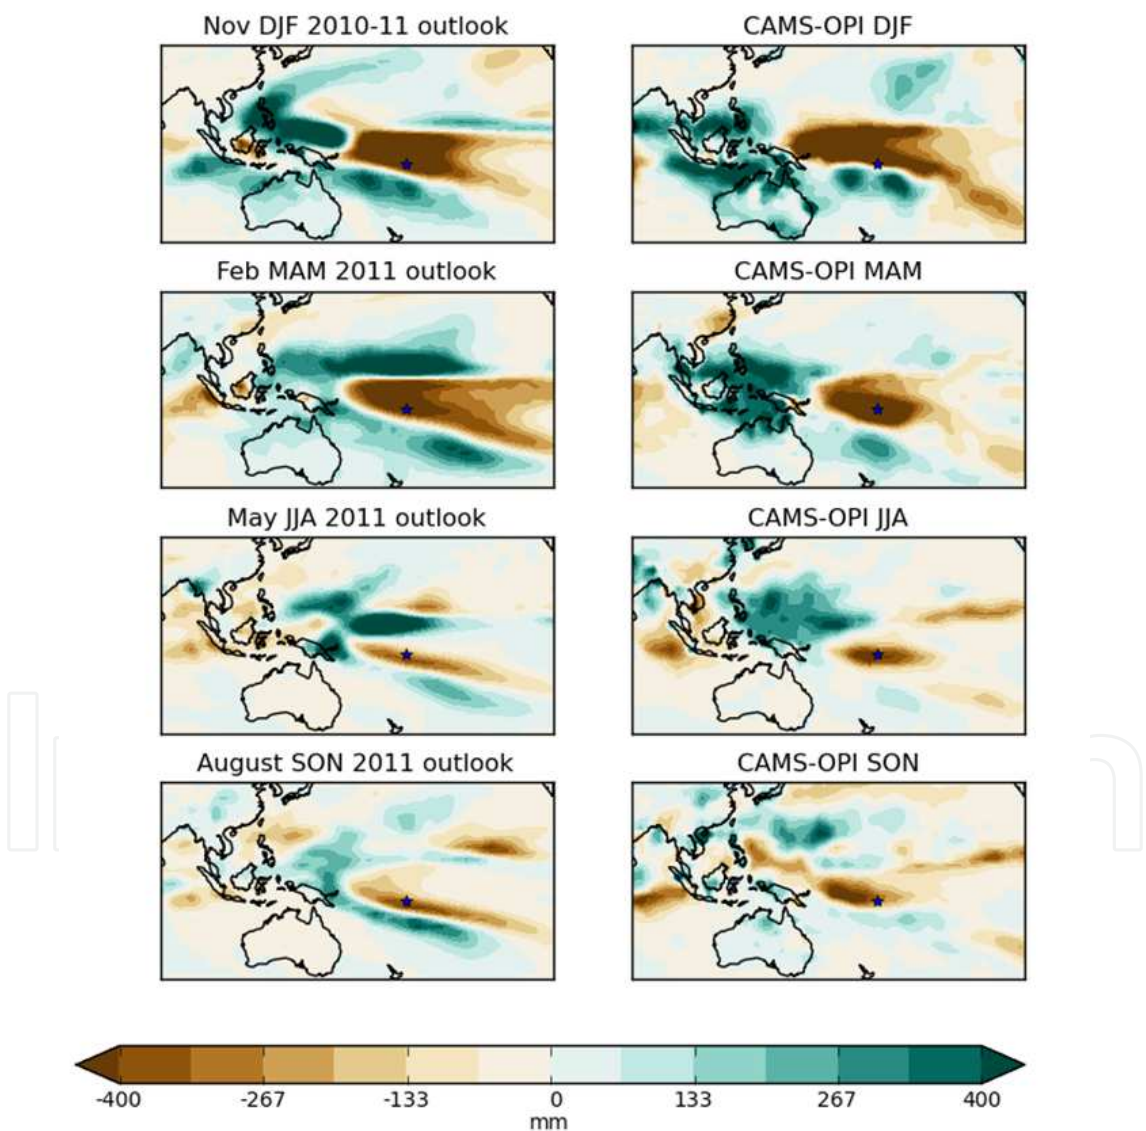 Nov DJF 2010-11 outlook
CAMS-OPI DJF
Feb MAM 2011 outlook
CAMS-OPI MAM
May JJA 2011 outlook
CAMS-OPI JJA
August SON 2011 outlook
CAMS-OPI SON
-400 -267 -133 0 133 267 400
mm